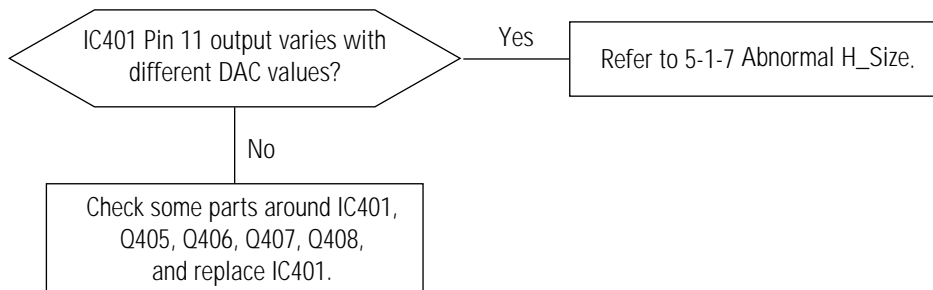 IC401 Pin 11 output varies with
different DAC values?
Yes
Refer to 5-1-7 Abnormal H_Size.
No
Check some parts around IC401,
Q405, Q406, Q407, Q408,
and replace IC401.